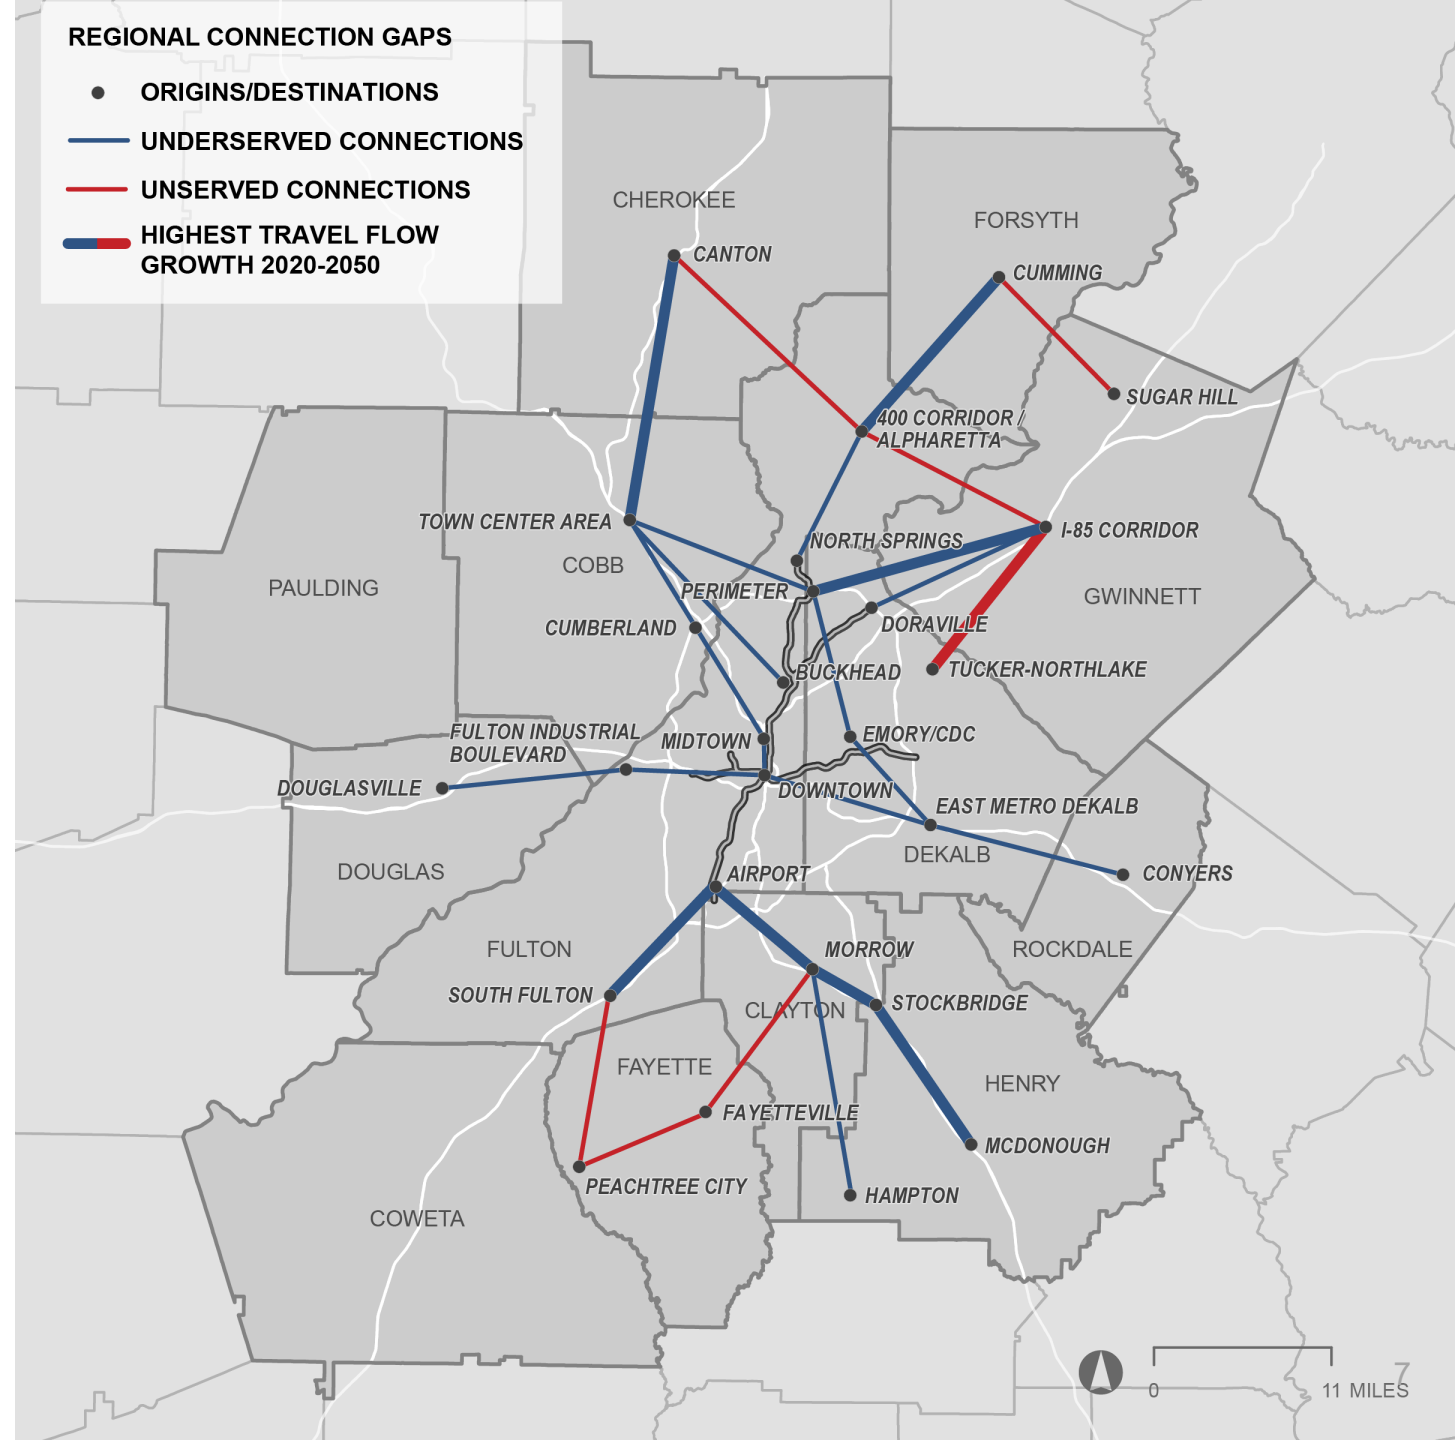 REGIONAL CONNECTION GAPS
ORIGINS/DESTINATIONS
UNDERSERVED CONNECTIONS
UNSERVED CONNECTIONS
HIGHEST TRAVEL FLOW
GROWTH 2020-2050
CHEROKEE
FORSYTH
CANTON
CUMMING
SUGAR HILL
400 CORRIDOR /
ALPHARETTA
TOWN CENTER AREA
I-85 CORRIDOR
NORTH SPRINGS
COBB
PAULDING
PERIMETER
GWINNETT
CUMBERLAND
DORAVILLE
BUCKHEAD
TUCKER-NORTHLAKE
FULTON INDUSTRIAL
BOULEVARD
MIDTOWN
EMORY/CDC
DOUGLASVILLE
DOWNTOWN
EAST METRO DEKALB
DEKALB
DOUGLAS
AIRPORT
CONYERS
FULTON
MORROW
ROCKDALE
SOUTH FULTON
STOCKBRIDGE
CLAYTON
FAYETTE
HENRY
FAYETTEVILLE
MCDONOUGH
PEACHTREE CITY
HAMPTON
COWETA
7
0
11 MILES